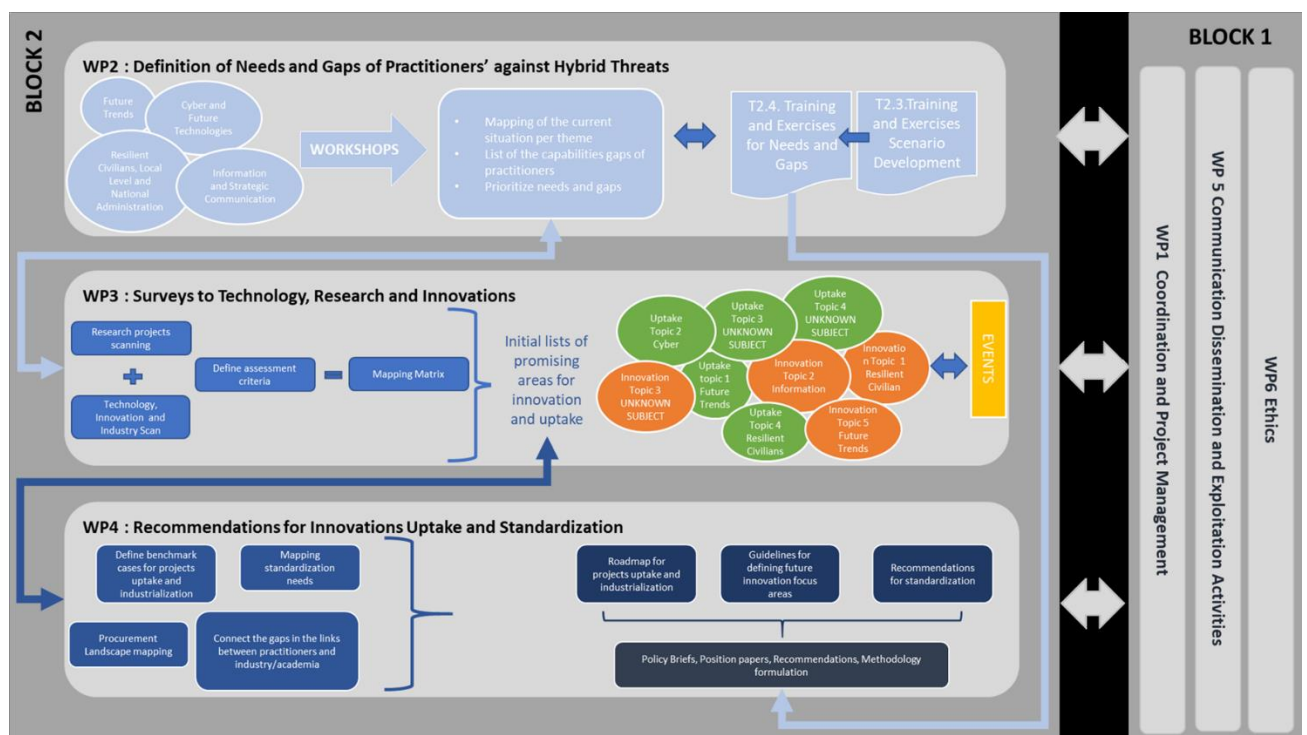 BLOCK 2
WP2 : Definition of Needs and Gaps of Practitioners' against Hybrid Threats
Future
Trends
Cyber and
Future
Technologies
Resilient
Civilians, Local
Level and
National
Administration
Information
and Strategic
Communication
WORKSHOPS
• Mapping of the current
situation per theme
• List of the capabilities gaps of
practitioners
• Prioritize needs and gaps
T2.4. Training
and Exercises
for Needs and
Gaps
T2.3.Training
and Exercises
Scenario
Development
WP3 : Surveys to Technology, Research and Innovations
Research projects
scanning
Technology,
Innovation and
Industry Scan
Define assessment
criteria
Mapping Matrix
Initial lists of
promising
areas for
innovation
and uptake
Uptake
Topic 2
Cyber
Uptake
Topic 3
UNKNOWN
SUBJECT
Uptake
Topic 4
UNKNOWN
SUBJECT
Innovation
Topic 3
UNKNOWN
SUBJECT
Uptake
topic 1
Future
Trends
Innovation
Topic 2
Information
Innovatio
n Topic 1
Resilient
Civilian
Uptake
Topic 4
Resilient
Civilians
Innovation
Topic 5
Future
Trends
EVENTS
WP4 : Recommendations for Innovations Uptake and Standardization
Define benchmark
cases for projects
uptake and
industrialization
Mapping
standardization
needs
Procurement
Landscape mapping
Connect the gaps in the links
between practitioners and
industry/academia
Roadmap for
projects uptake and
industrialization
Guidelines for
defining future
innovation focus
areas
Recommendations
for standardization
Policy Briefs, Position papers, Recommendations, Methodology
formulation
BLOCK 1
WP1 Coordination and Project Management
WP 5 Communication Dissemination and Exploitation Activities
WP6 Ethics